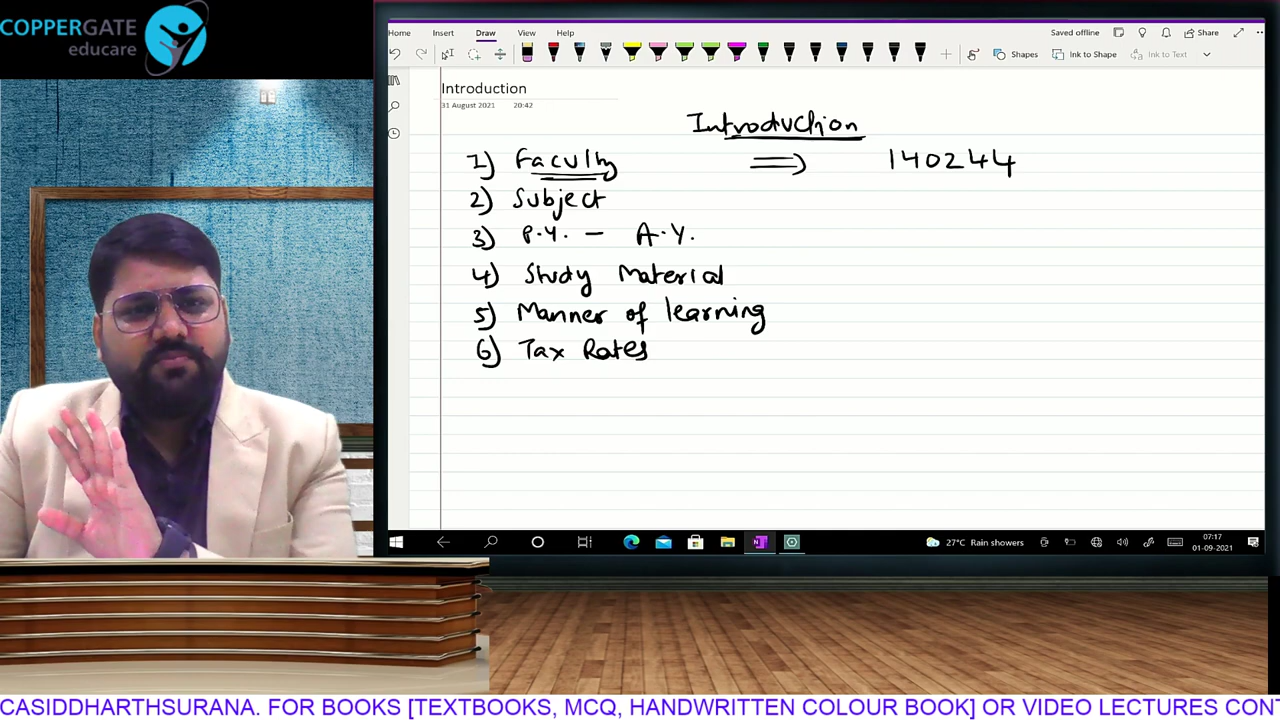 COPPERGATE
educare
Home Insert Draw View Help
Saved offline
Share
Shapes
Ink to Shape
Ink to Text
Introduction
31 August 2021 20:42
Introduction
1) Faculty ⇒ 140244
2) Subject
3) P.Y. - A.Y.
4) Study Material
5) Manner of learning
6) Tax Rates
27°C Rain showers
07:17
01-09-2021
CASIDDHARTHSURANA. FOR BOOKS [TEXTBOOKS, MCQ, HANDWRITTEN COLOUR BOOK] OR VIDEO LECTURES CONT